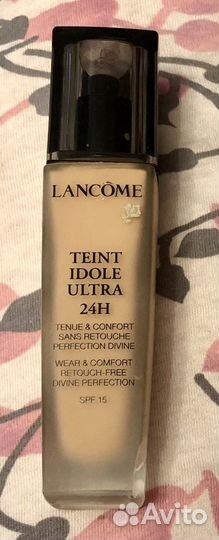 LANCÔME
TEINT
IDOLE
ULTRA
24H
TENUE & CONFORT
SANS RETOUCHE
PERFECTION DIVINE
WEAR & COMFORT
RETOUCH-FREE
DIVINE PERFECTION
SPF 15
Avito